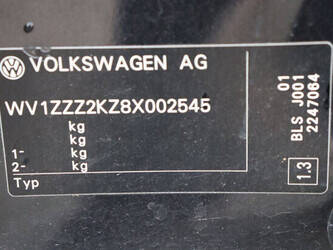 VOLKSWAGEN AG
WV1ZZZ2KZ8X002545
kg
kg
1- kg
2- kg
Typ
01
BLS J001
2247064
1.3